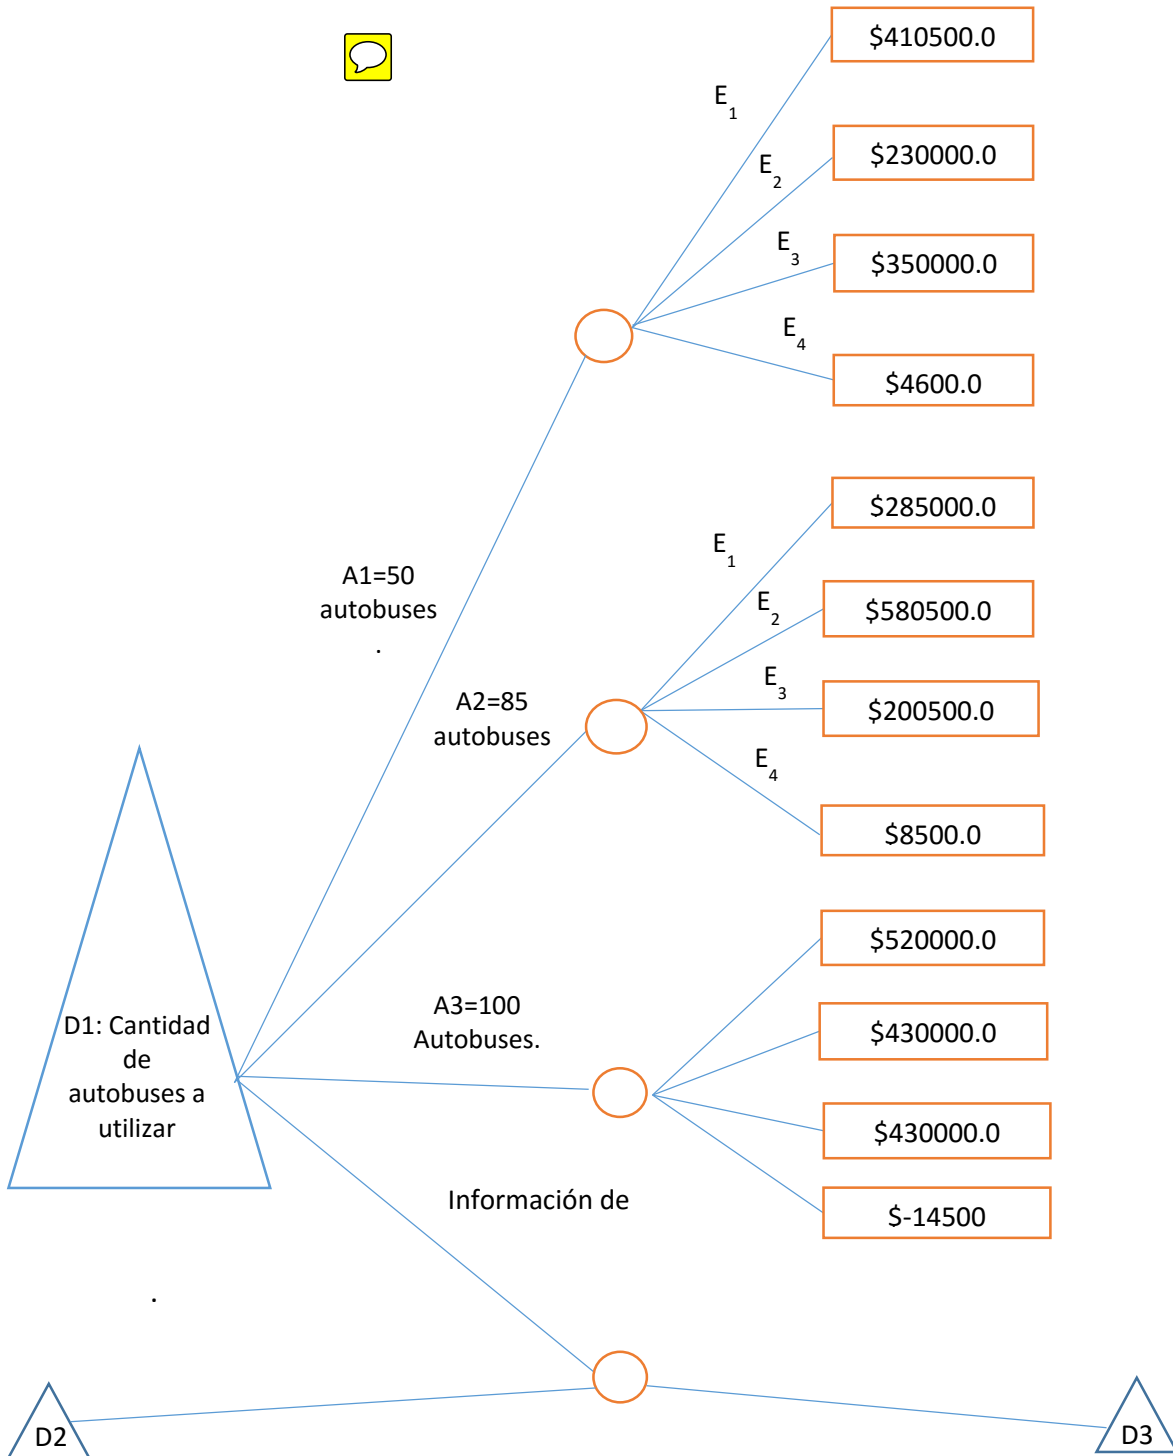 $410500.0
E1
$230000.0
E2
E3
$350000.0
E4
$4600.0
$285000.0
E1
A1=50
autobuses
.
E2
$580500.0
A2=85
autobuses
E3
$200500.0
E4
$8500.0
$520000.0
A3=100
Autobuses.
$430000.0
D1: Cantidad
de
autobuses a
utilizar
$430000.0
Información de
$-14500
.
D2
D3